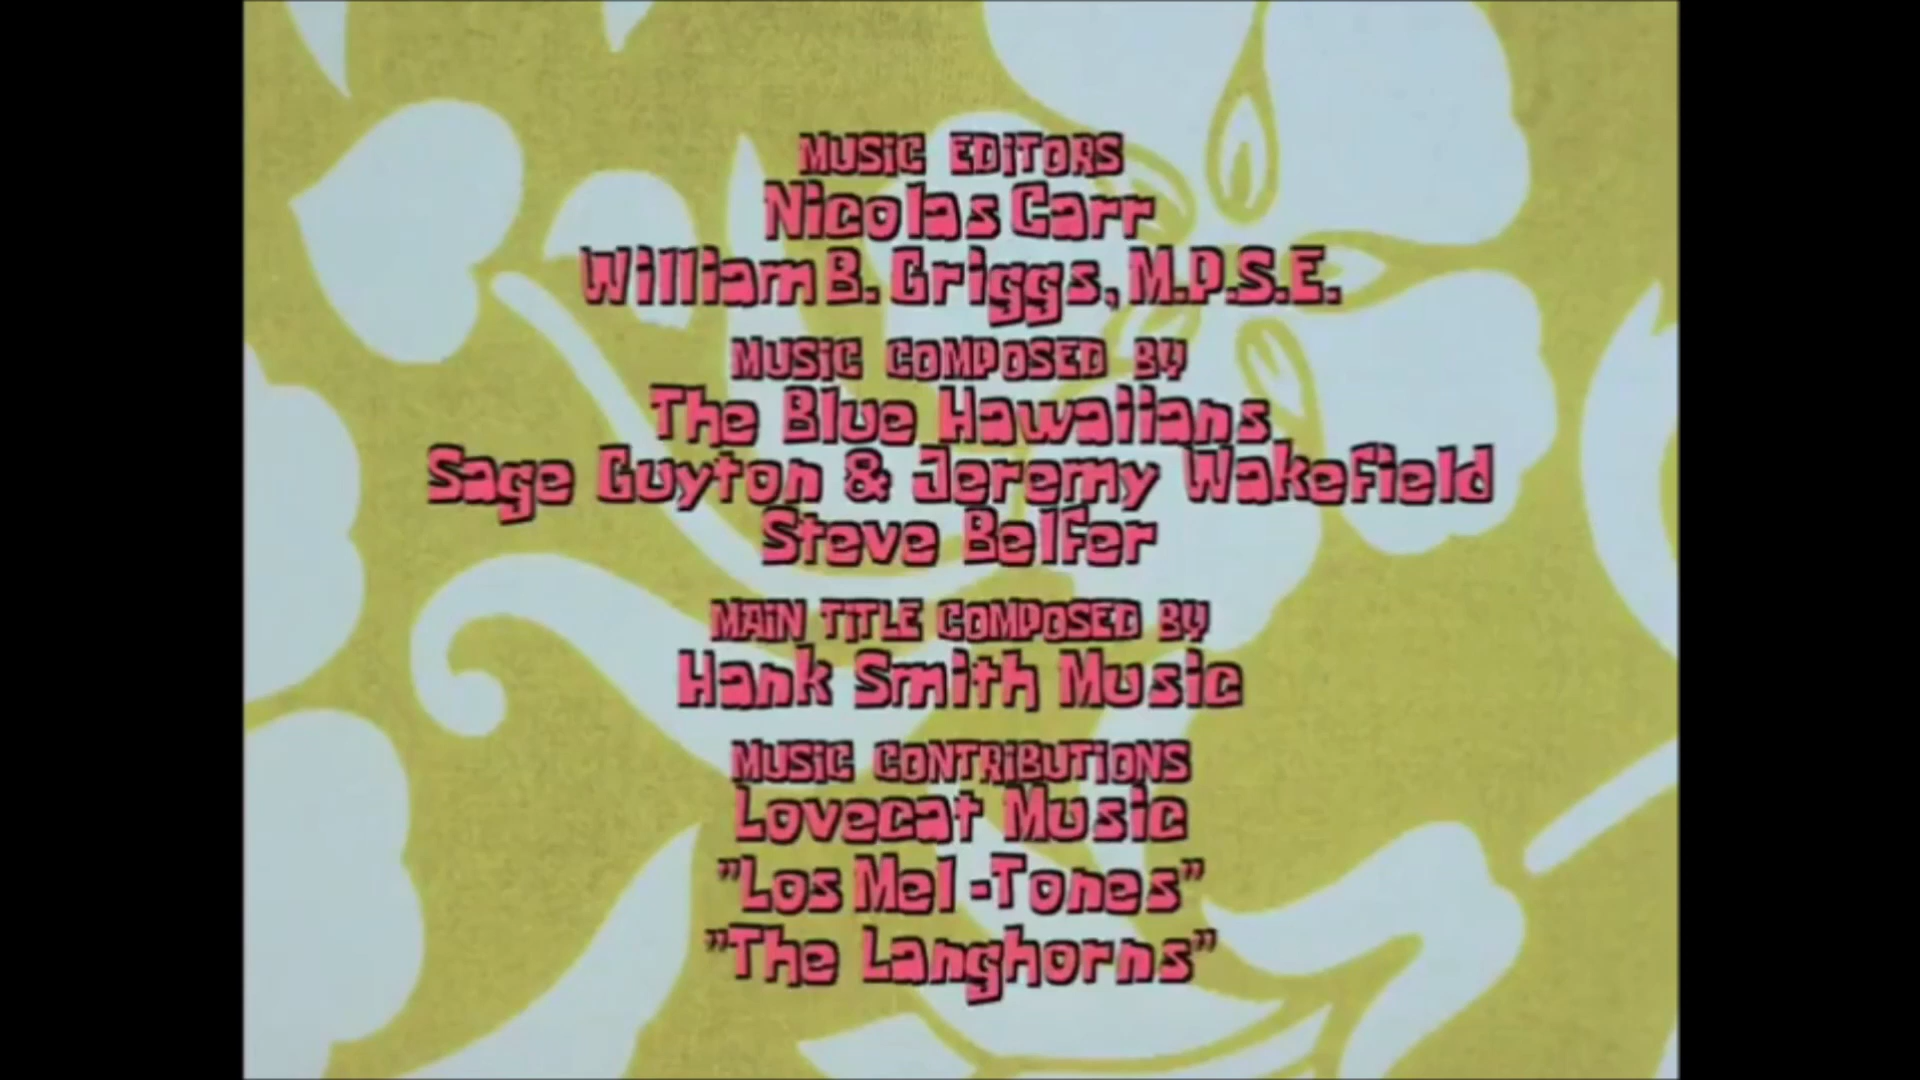 MUSIC EDITORS
Nicolas Carr
William B. Griggs, M.P.S.E.
MUSIC COMPOSED BY
The Blue Hawaiians
Sage Guyton & Jeremy Wakefield
Steve Belfer
MAIN TITLE COMPOSED BY
Hank Smith Music
MUSIC CONTRIBUTIONS
Lovecat Music
"Los Mel-Tones"
"The Langhorns"